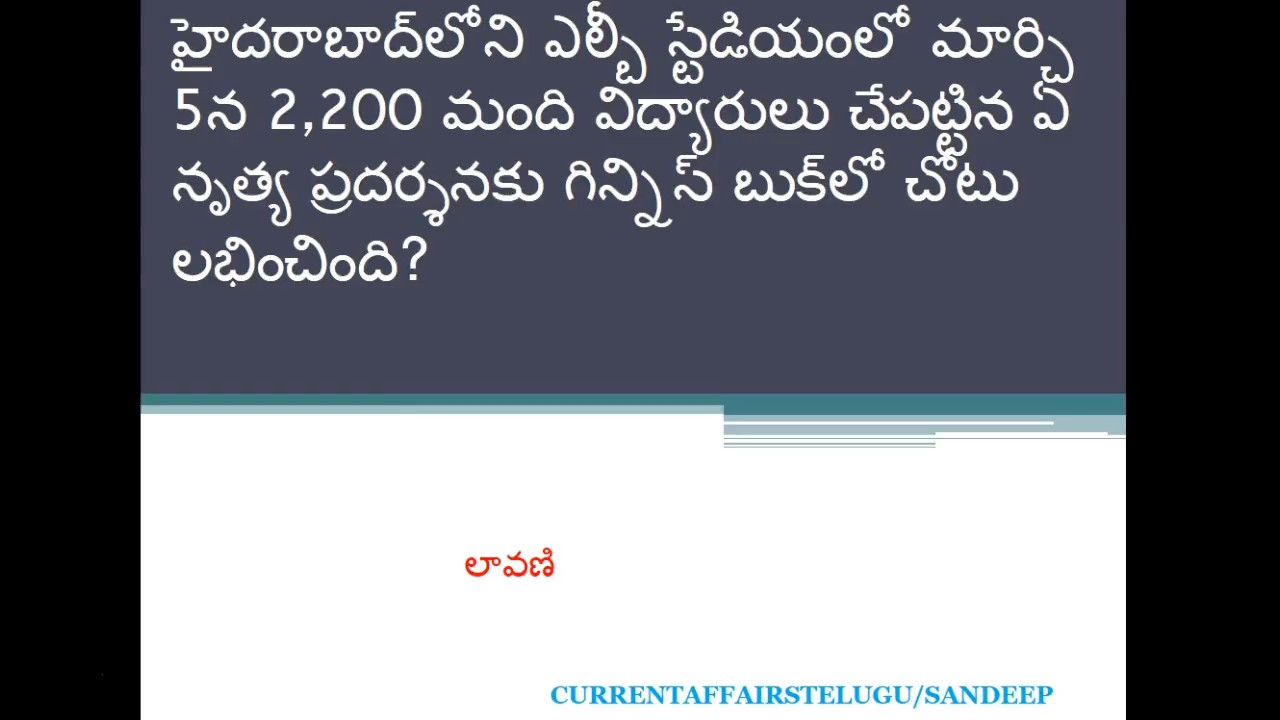 హైదరాబాద్‌లోని ఎల్బీ స్టేడియంలో మార్చి
5న 2,200 మంది విద్యారులు చేపట్టిన ఏ
నృత్య ప్రదర్శనకు గిన్నిస్ బుక్‌లో చోటు
లభించింది?
లావణి
CURRENTAFFAIRSTELUGU/SANDEEP